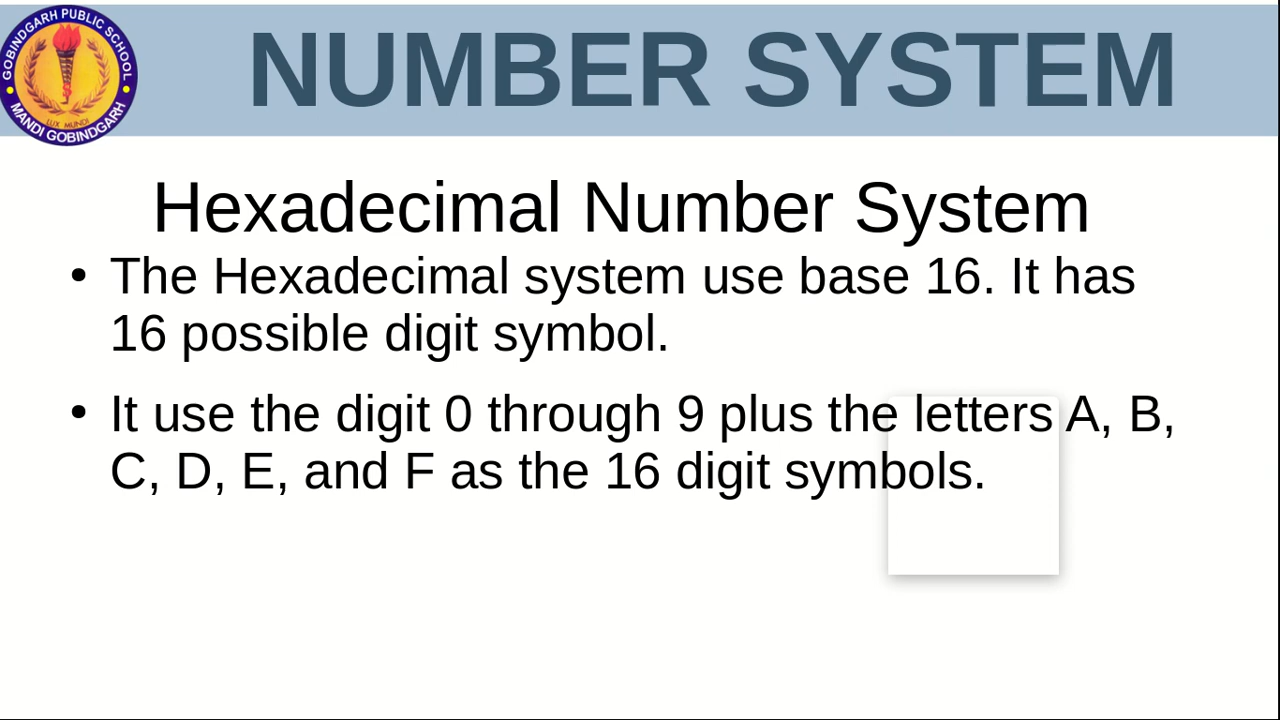 GOBINDGARH PUBLIC SCHOOL
LUX MUNDI
MANDI GOBINDGARH
NUMBER SYSTEM
Hexadecimal Number System
• The Hexadecimal system use base 16. It has
16 possible digit symbol.
• It use the digit 0 through 9 plus the letters A, B,
C, D, E, and F as the 16 digit symbols.